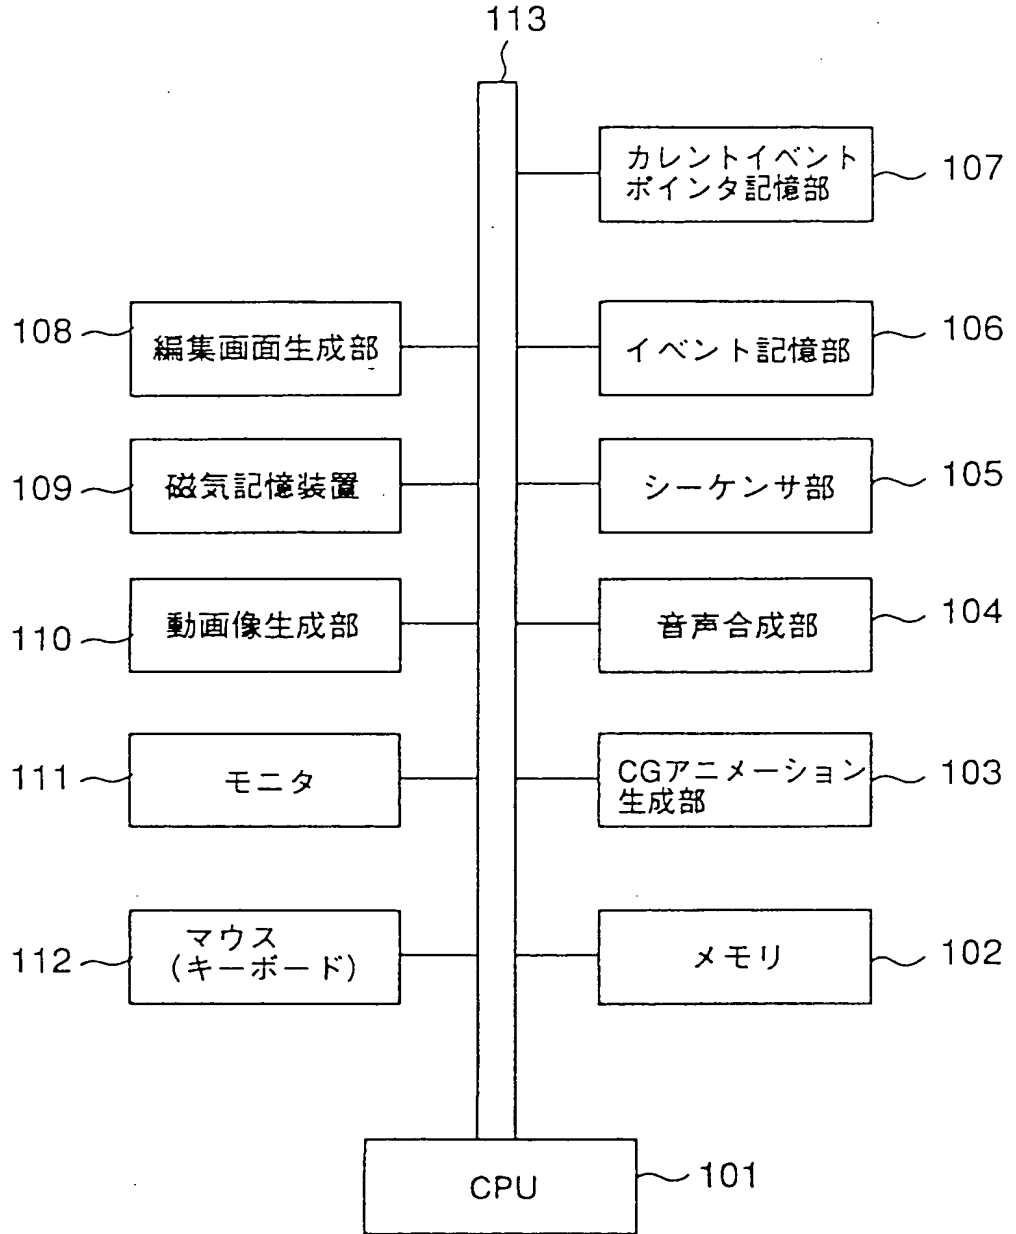 113
カレントイベント
ポインタ記憶部
107
108
編集画面生成部
イベント記憶部
106
109
磁気記憶装置
シーケンサ部
105
110
動画像生成部
音声合成部
104
111
モニタ
CGアニメーション
生成部
103
112
マウス
(キーボード)
メモリ
102
CPU
101